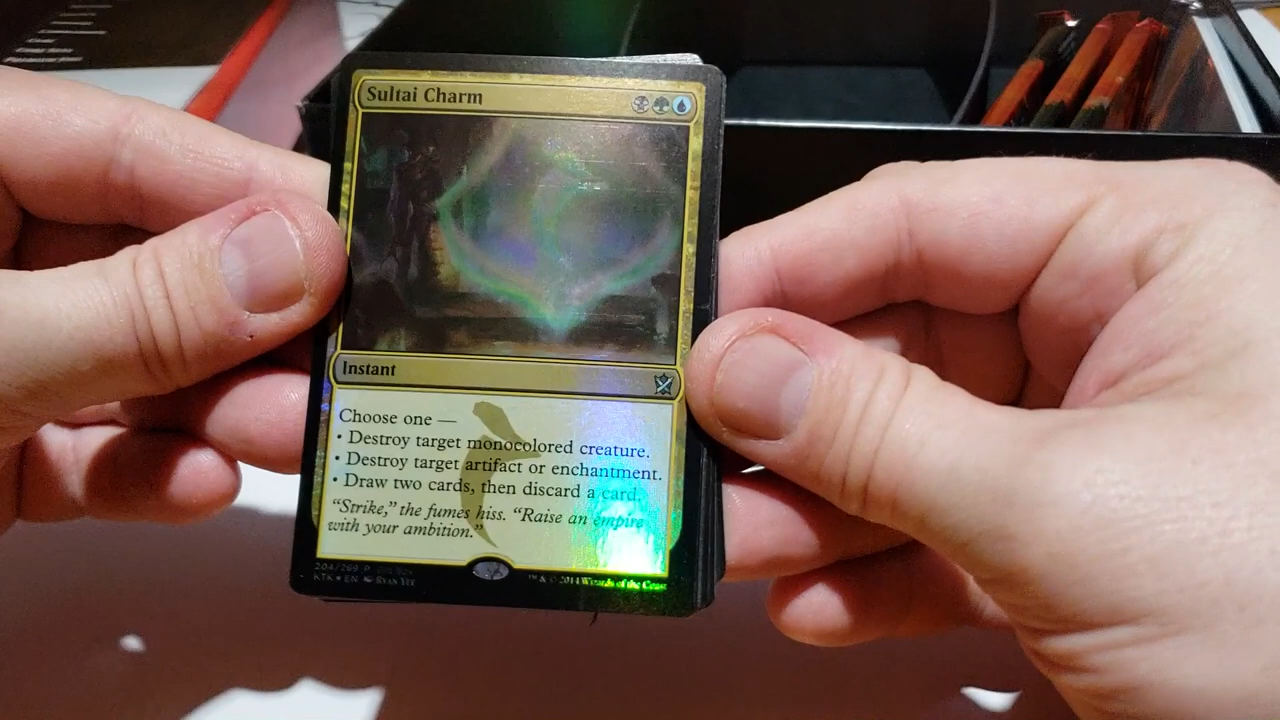 Sultai Charm
Instant
Choose one —
• Destroy target monocolored creature.
• Destroy target artifact or enchantment.
• Draw two cards, then discard a card.
“Strike,” the fumes hiss. “Raise an empire
with your ambition.”
204/269 P
KTK ★ EN Ryan Yee
™ & © 2014 Wizards of the Coast